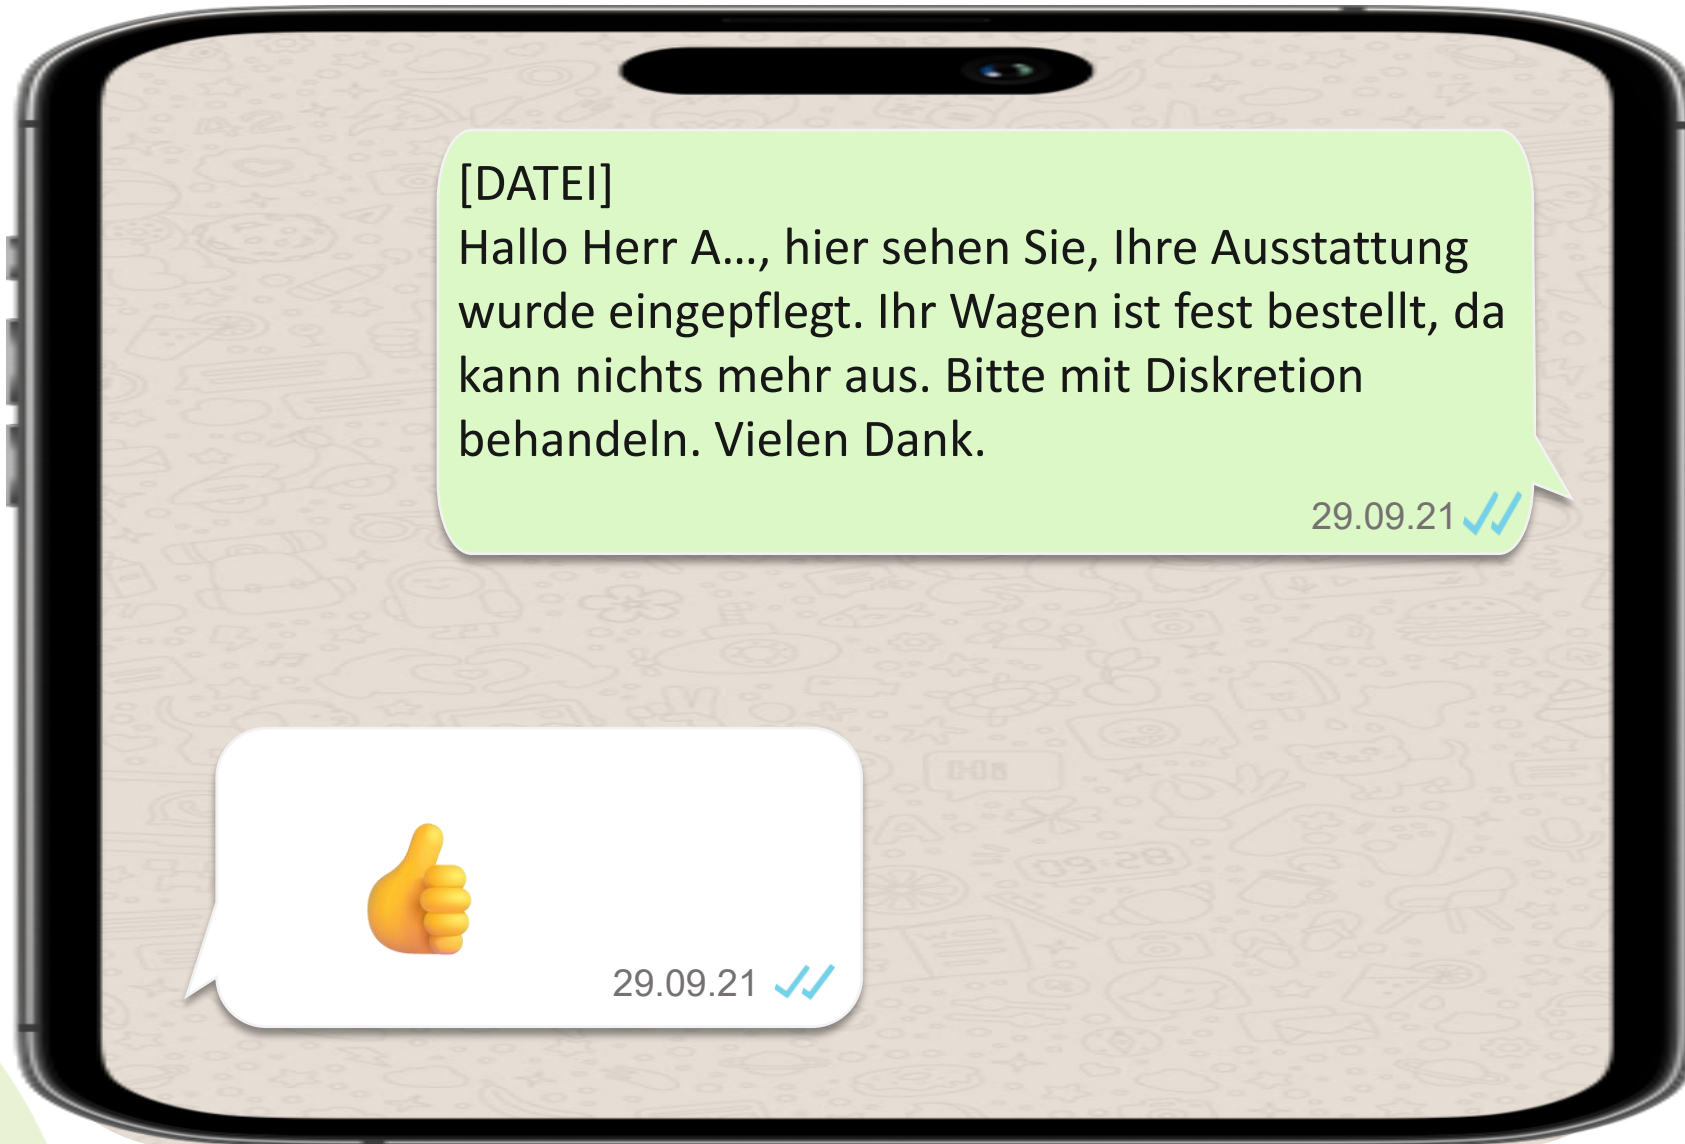 [DATEI]
Hallo Herr A..., hier sehen Sie, Ihre Ausstattung
wurde eingepflegt. Ihr Wagen ist fest bestellt, da
kann nichts mehr aus. Bitte mit Diskretion
behandeln. Vielen Dank.
29.09.21
👍
29.09.21